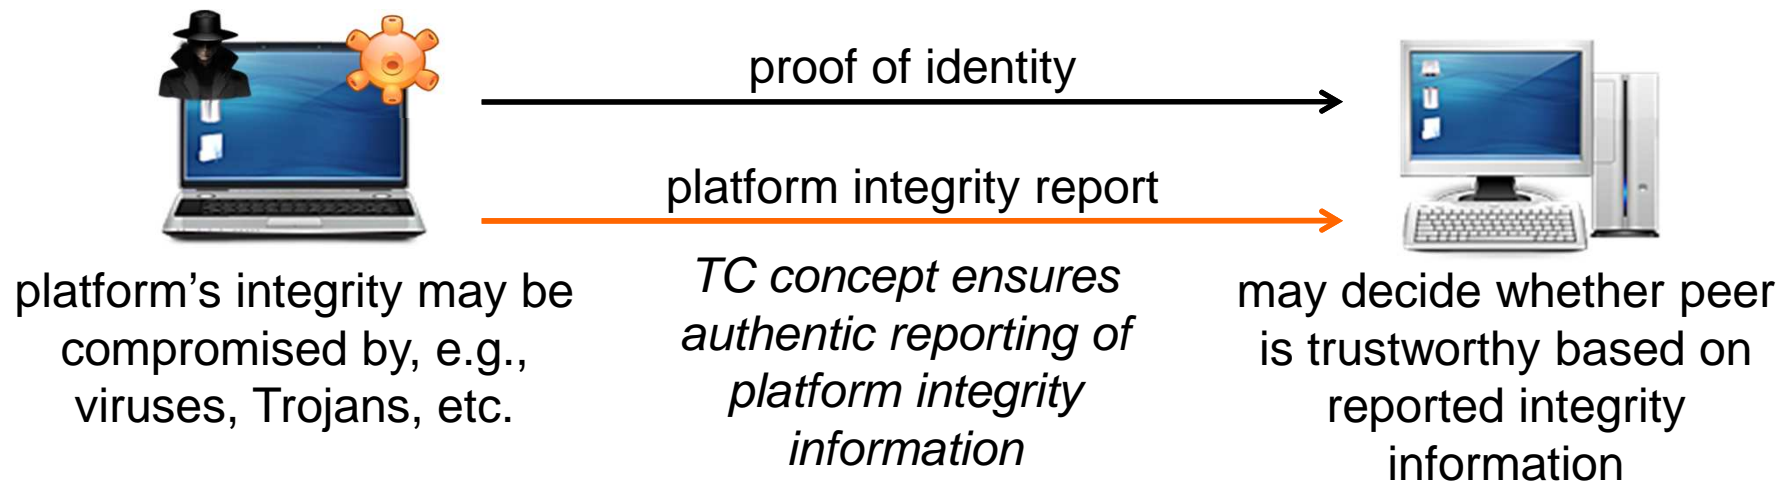 proof of identity
platform integrity report
platform’s integrity may be
compromised by, e.g.,
viruses, Trojans, etc.
TC concept ensures
authentic reporting of
platform integrity
information
may decide whether peer
is trustworthy based on
reported integrity
information